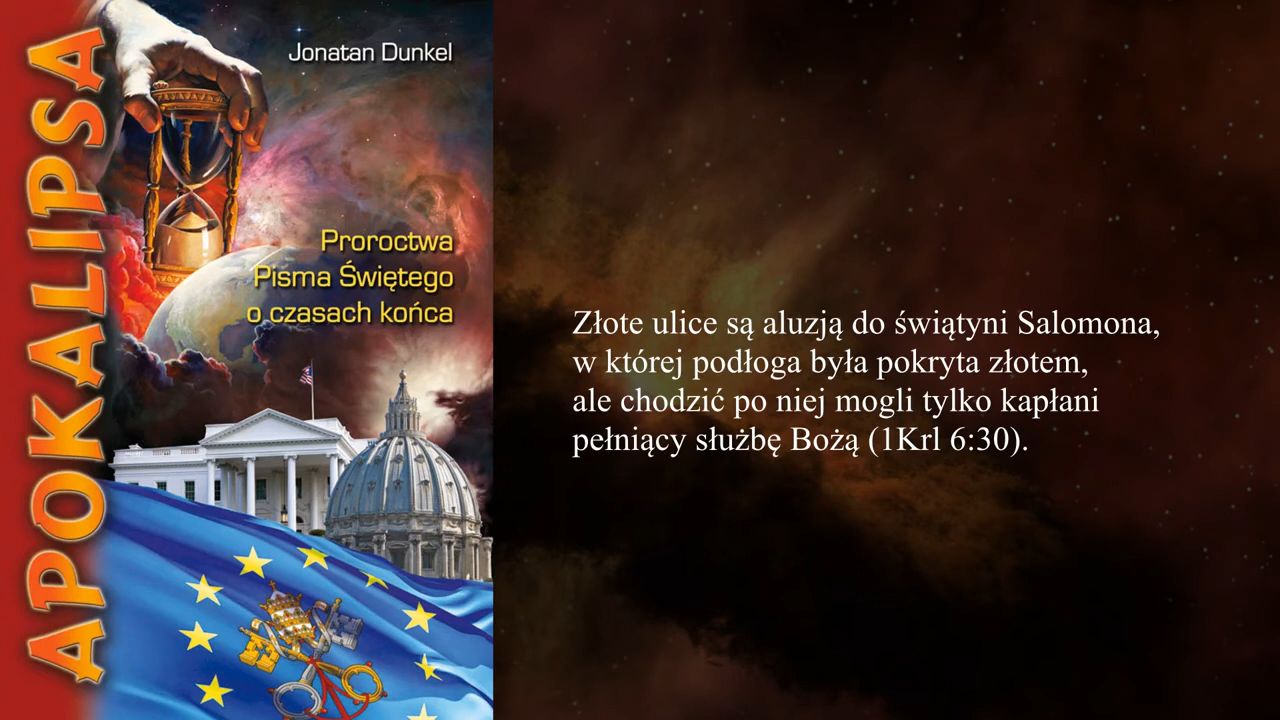 APOKALIPSA
Jonatan Dunkel
Proroctwa
Pisma Świętego
o czasach końca
Złote ulice są aluzją do świątyni Salomona,
w której podłoga była pokryta złotem,
ale chodzić po niej mogli tylko kapłani
pełniący służbę Bożą (1Krl 6:30).